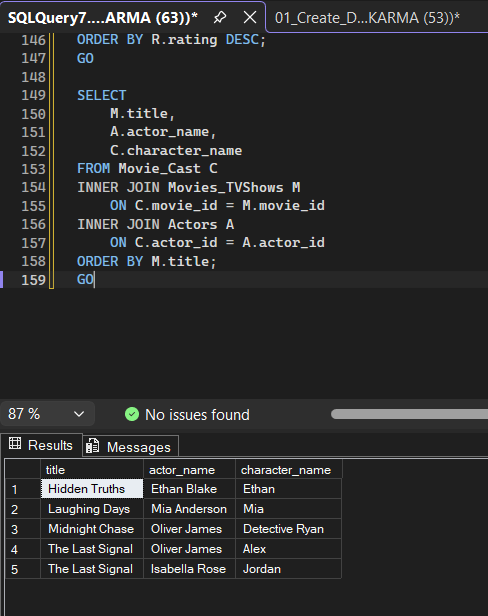 SQLQuery7....ARMA (63))*
01_Create_D...KARMA (53))*
146 ORDER BY R.rating DESC;
147 GO
148
149 SELECT
150 M.title,
151 A.actor_name,
152 C.character_name
153 FROM Movie_Cast C
154 INNER JOIN Movies_TVShows M
155 ON C.movie_id = M.movie_id
156 INNER JOIN Actors A
157 ON C.actor_id = A.actor_id
158 ORDER BY M.title;
159 GO
87 % No issues found
Results Messages
title actor_name character_name
1 Hidden Truths Ethan Blake Ethan
2 Laughing Days Mia Anderson Mia
3 Midnight Chase Oliver James Detective Ryan
4 The Last Signal Oliver James Alex
5 The Last Signal Isabella Rose Jordan